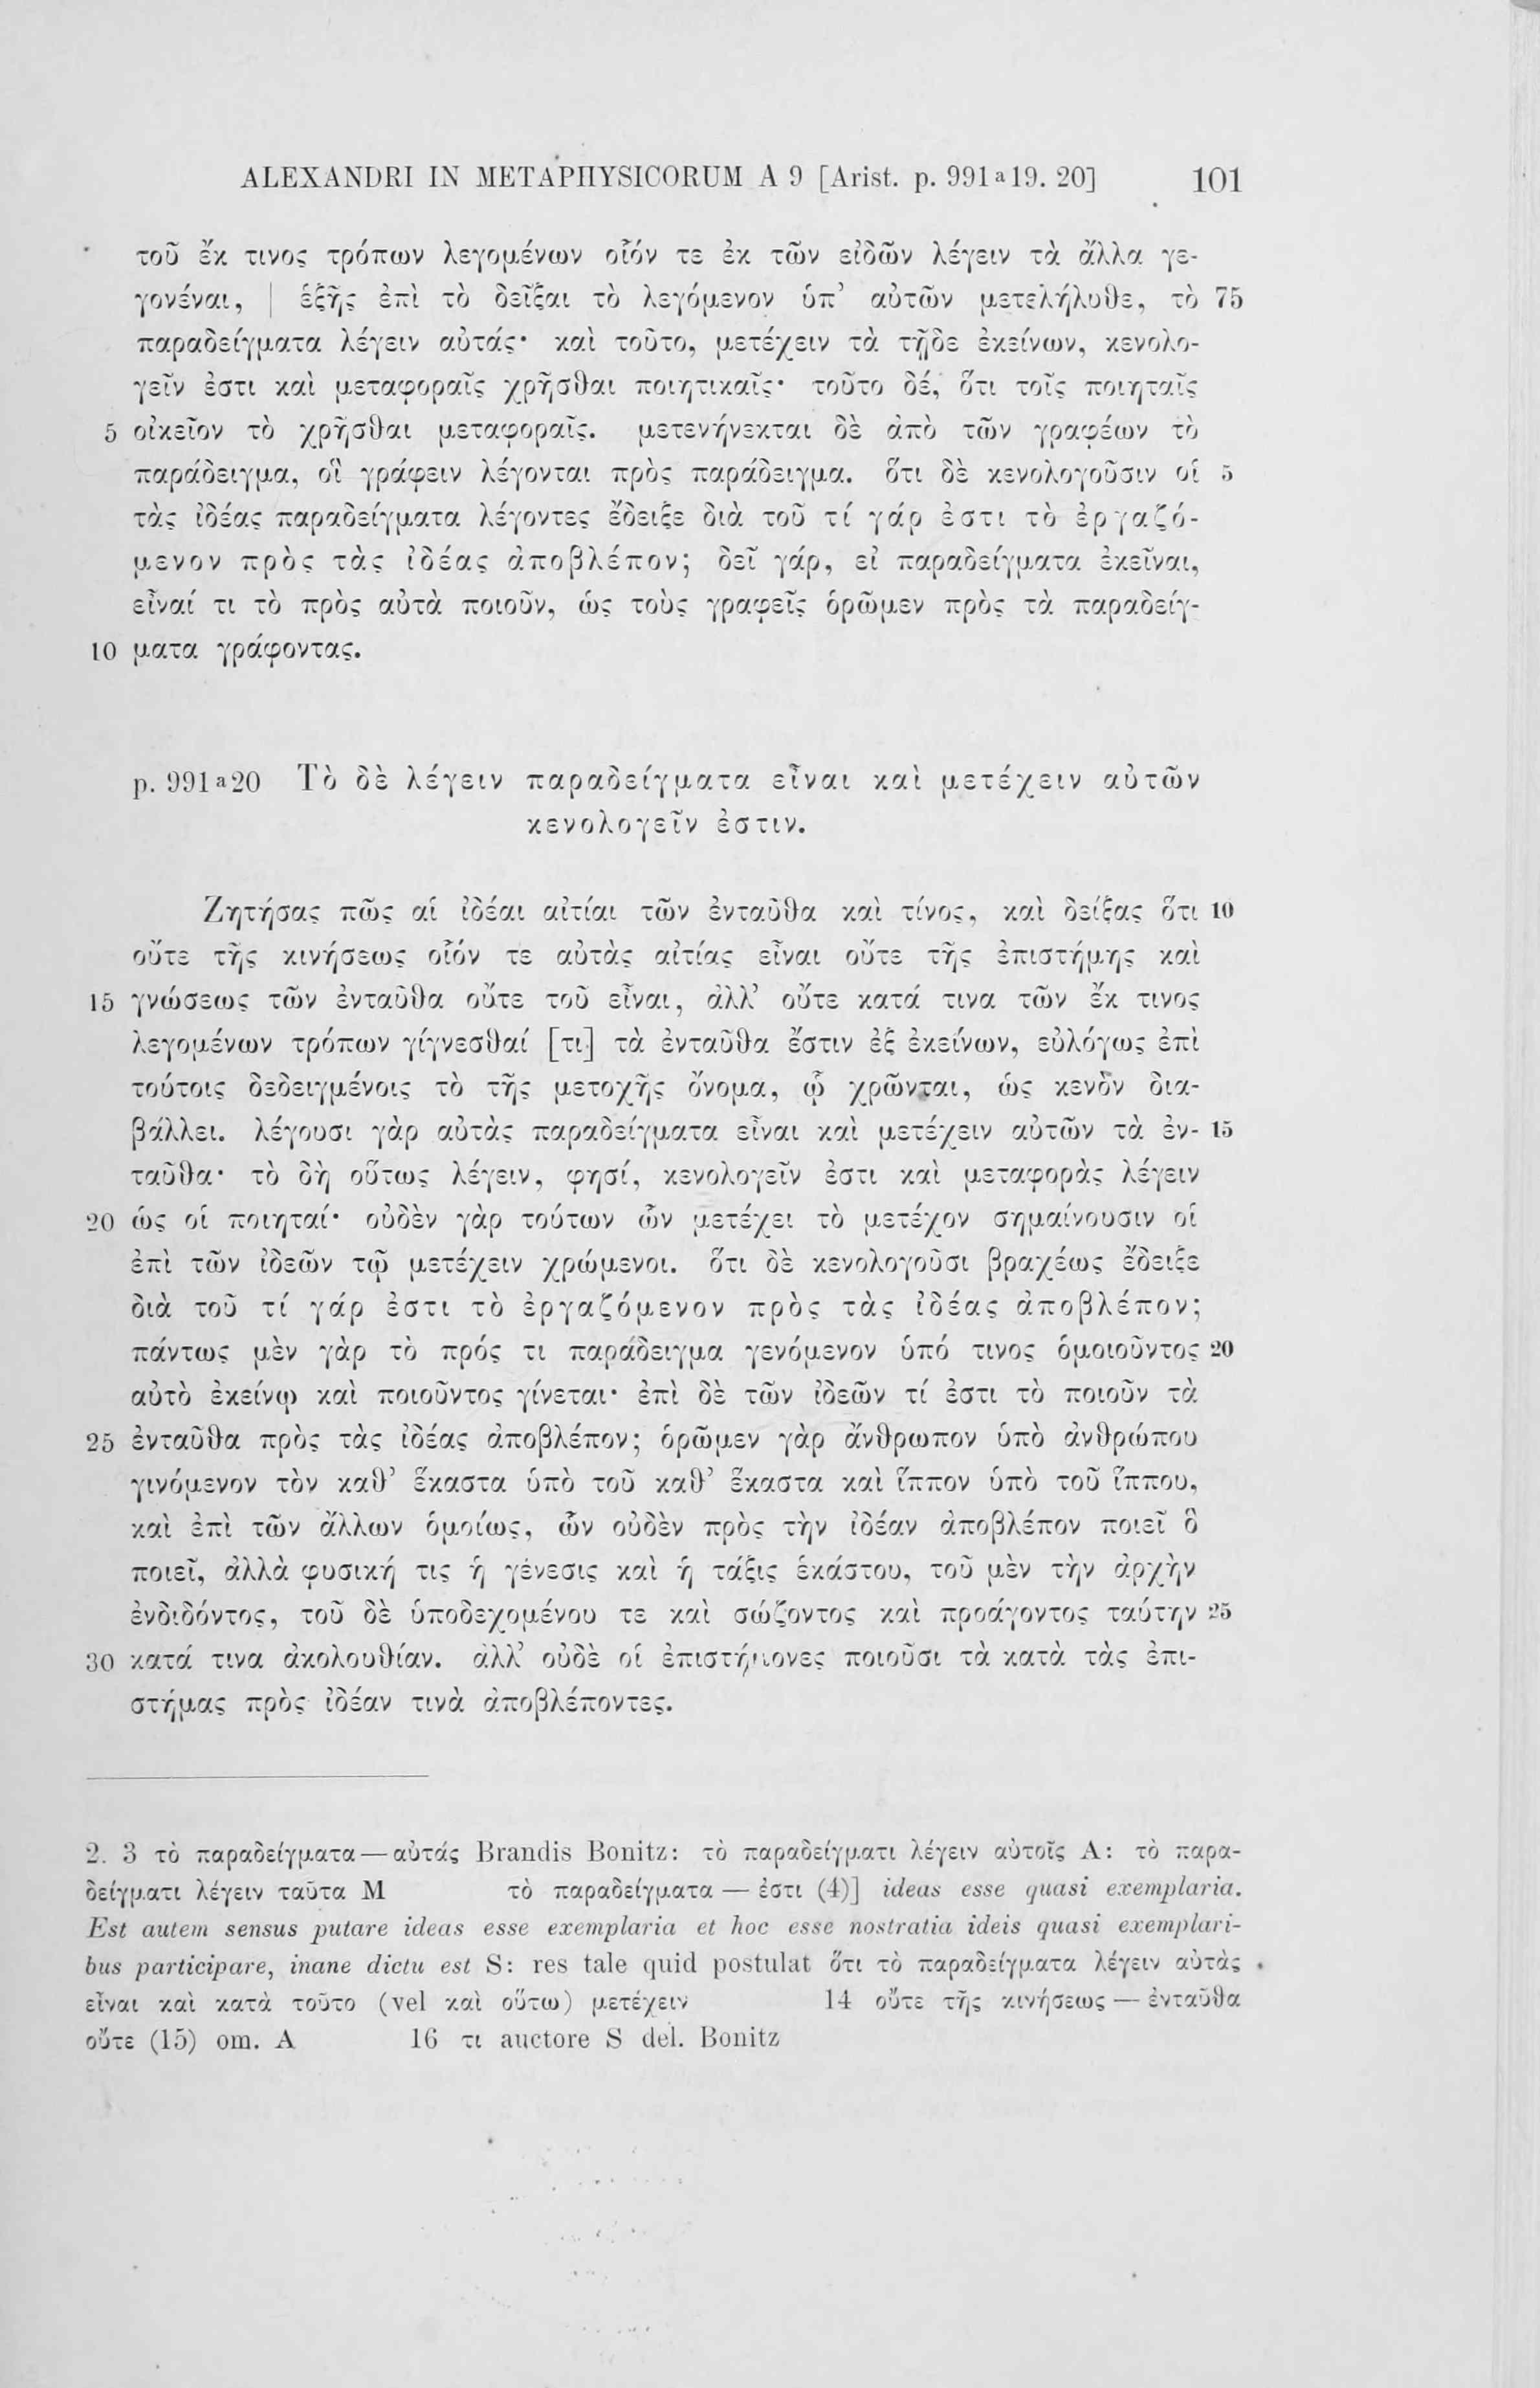 ALEXANDRI IN METAPHYSICORUM A 9 [Arist. p. 991ᵃ19. 20] 101
τοῦ ἔκ τινος τρόπων λεγομένων οἷόν τε ἐκ τῶν εἰδῶν λέγειν τὰ ἄλλα γε-
γονέναι, | ἑξῆς ἐπὶ τὸ δεῖξαι τὸ λεγόμενον ὑπ’ αὐτῶν μετελήλυθε, τὸ 75
παραδείγματα λέγειν αὐτάς· καὶ τοῦτο, μετέχειν τὰ τῇδε ἐκείνων, κενολο-
γεῖν ἐστι καὶ μεταφοραῖς χρῆσθαι ποιητικαῖς· τοῦτο δέ, ὅτι τοῖς ποιηταῖς
5 οἰκεῖον τὸ χρῆσθαι μεταφοραῖς. μετενήνεκται δὲ ἀπὸ τῶν γραφέων τὸ
παράδειγμα, οἳ γράφειν λέγονται πρὸς παράδειγμα. ὅτι δὲ κενολογοῦσιν οἱ 5
τὰς ἰδέας παραδείγματα λέγοντες ἔδειξε διὰ τοῦ τί γάρ ἐστι τὸ ἐργαζό-
μενον πρὸς τὰς ἰδέας ἀποβλέπον; δεῖ γάρ, εἰ παραδείγματα ἐκεῖναι,
εἶναί τι τὸ πρὸς αὐτὰ ποιοῦν, ὡς τοὺς γραφεῖς ὁρῶμεν πρὸς τὰ παραδείγ-
10 ματα γράφοντας.
p. 991ᵃ20 Τὸ δὲ λέγειν παραδείγματα εἶναι καὶ μετέχειν αὐτῶν
κενολογεῖν ἐστιν.
Ζητήσας πῶς αἱ ἰδέαι αἰτίαι τῶν ἐνταῦθα καὶ τίνος, καὶ δείξας ὅτι 10
οὔτε τῆς κινήσεως οἷόν τε αὐτὰς αἰτίας εἶναι οὔτε τῆς ἐπιστήμης καὶ
15 γνώσεως τῶν ἐνταῦθα οὔτε τοῦ εἶναι, ἀλλ’ οὔτε κατά τινα τῶν ἔκ τινος
λεγομένων τρόπων γίγνεσθαί [τι] τὰ ἐνταῦθα ἔστιν ἐξ ἐκείνων, εὐλόγως ἐπὶ
τούτοις δεδειγμένοις τὸ τῆς μετοχῆς ὄνομα, ᾧ χρῶνται, ὡς κενὸν δια-
βάλλει. λέγουσι γὰρ αὐτὰς παραδείγματα εἶναι καὶ μετέχειν αὐτῶν τὰ ἐν- 15
ταῦθα· τὸ δὴ οὕτως λέγειν, φησί, κενολογεῖν ἐστι καὶ μεταφορὰς λέγειν
20 ὡς οἱ ποιηταί· οὐδὲν γὰρ τούτων ὧν μετέχει τὸ μετέχον σημαίνουσιν οἱ
ἐπὶ τῶν ἰδεῶν τῷ μετέχειν χρώμενοι. ὅτι δὲ κενολογοῦσι βραχέως ἔδειξε
διὰ τοῦ τί γάρ ἐστι τὸ ἐργαζόμενον πρὸς τὰς ἰδέας ἀποβλέπον;
πάντως μὲν γὰρ τὸ πρός τι παράδειγμα γενόμενον ὑπό τινος ὁμοιοῦντος 20
αὐτὸ ἐκείνῳ καὶ ποιοῦντος γίνεται· ἐπὶ δὲ τῶν ἰδεῶν τί ἐστι τὸ ποιοῦν τὰ
25 ἐνταῦθα πρὸς τὰς ἰδέας ἀποβλέπον; ὁρῶμεν γὰρ ἄνθρωπον ὑπὸ ἀνθρώπου
γινόμενον τὸν καθ’ ἕκαστα ὑπὸ τοῦ καθ’ ἕκαστα καὶ ἵππον ὑπὸ τοῦ ἵππου,
καὶ ἐπὶ τῶν ἄλλων ὁμοίως, ὧν οὐδὲν πρὸς τὴν ἰδέαν ἀποβλέπον ποιεῖ ὃ
ποιεῖ, ἀλλὰ φυσική τις ἡ γένεσις καὶ ἡ τάξις ἑκάστου, τοῦ μὲν τὴν ἀρχὴν
ἐνδιδόντος, τοῦ δὲ ὑποδεχομένου τε καὶ σώζοντος καὶ προάγοντος ταύτην 25
30 κατά τινα ἀκολουθίαν. ἀλλ’ οὐδὲ οἱ ἐπιστήμονες ποιοῦσι τὰ κατὰ τὰς ἐπι-
στήμας πρὸς ἰδέαν τινὰ ἀποβλέποντες.
2. 3 τὸ παραδείγματα — αὐτάς Brandis Bonitz: τὸ παραδείγματι λέγειν αὐτοῖς A: τὸ παρα-
δείγματι λέγειν ταῦτα M τὸ παραδείγματα — ἐστι (4)] ideas esse quasi exemplaria.
Est autem sensus putare ideas esse exemplaria et hoc esse nostratia ideis quasi exemplari-
bus participare, inane dictu est S: res tale quid postulat ὅτι τὸ παραδείγματα λέγειν αὐτὰς
εἶναι καὶ κατὰ τοῦτο (vel καὶ οὕτω) μετέχειν 14 οὔτε τῆς κινήσεως — ἐνταῦθα
οὔτε (15) om. A 16 τι auctore S del. Bonitz